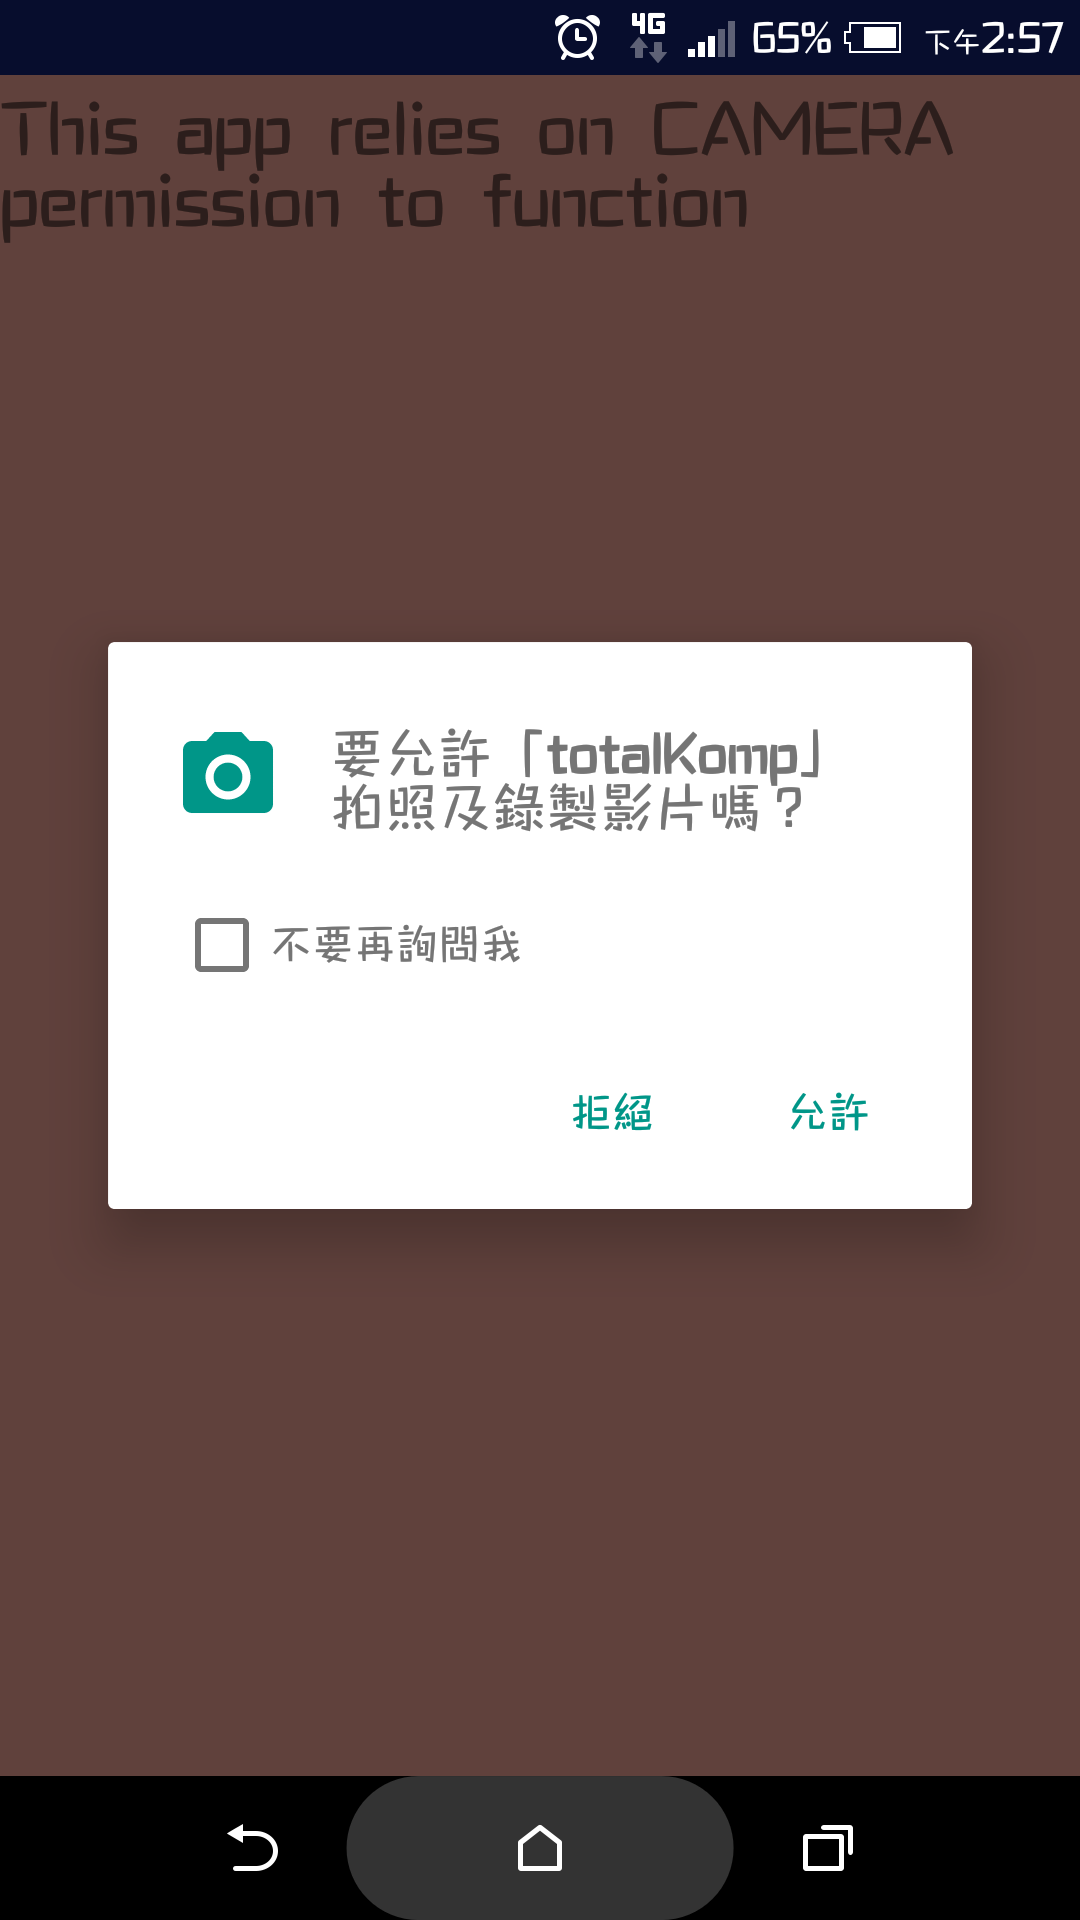 4G 65% 下午2:57
This app relies on CAMERA
permission to function
要允許「totalKomp」
拍照及錄製影片嗎？
不要再詢問我
拒絕 允許